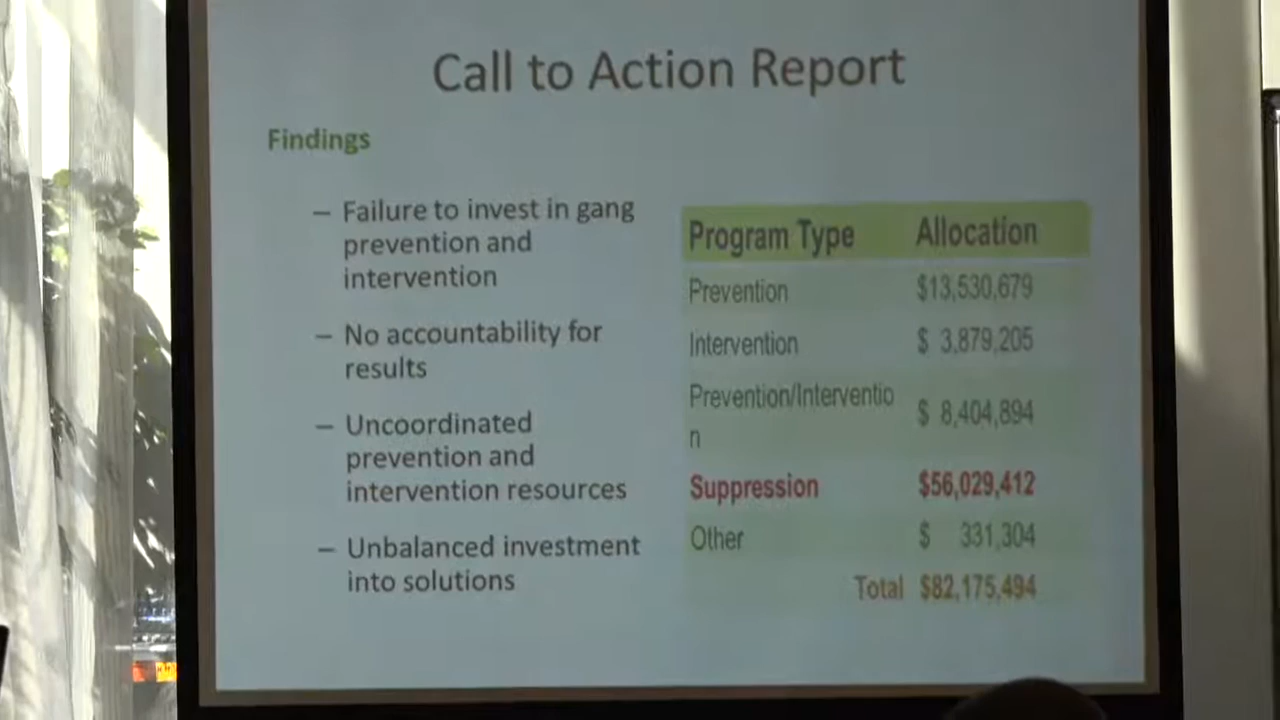 Call to Action Report
Findings
– Failure to invest in gang
prevention and
intervention
– No accountability for
results
– Uncoordinated
prevention and
intervention resources
– Unbalanced investment
into solutions
Program Type Allocation
Prevention $13,530,679
Intervention $ 3,879,205
Prevention/Interventio
n $ 8,404,894
Suppression $56,029,412
Other $ 331,304
Total $82,175,494